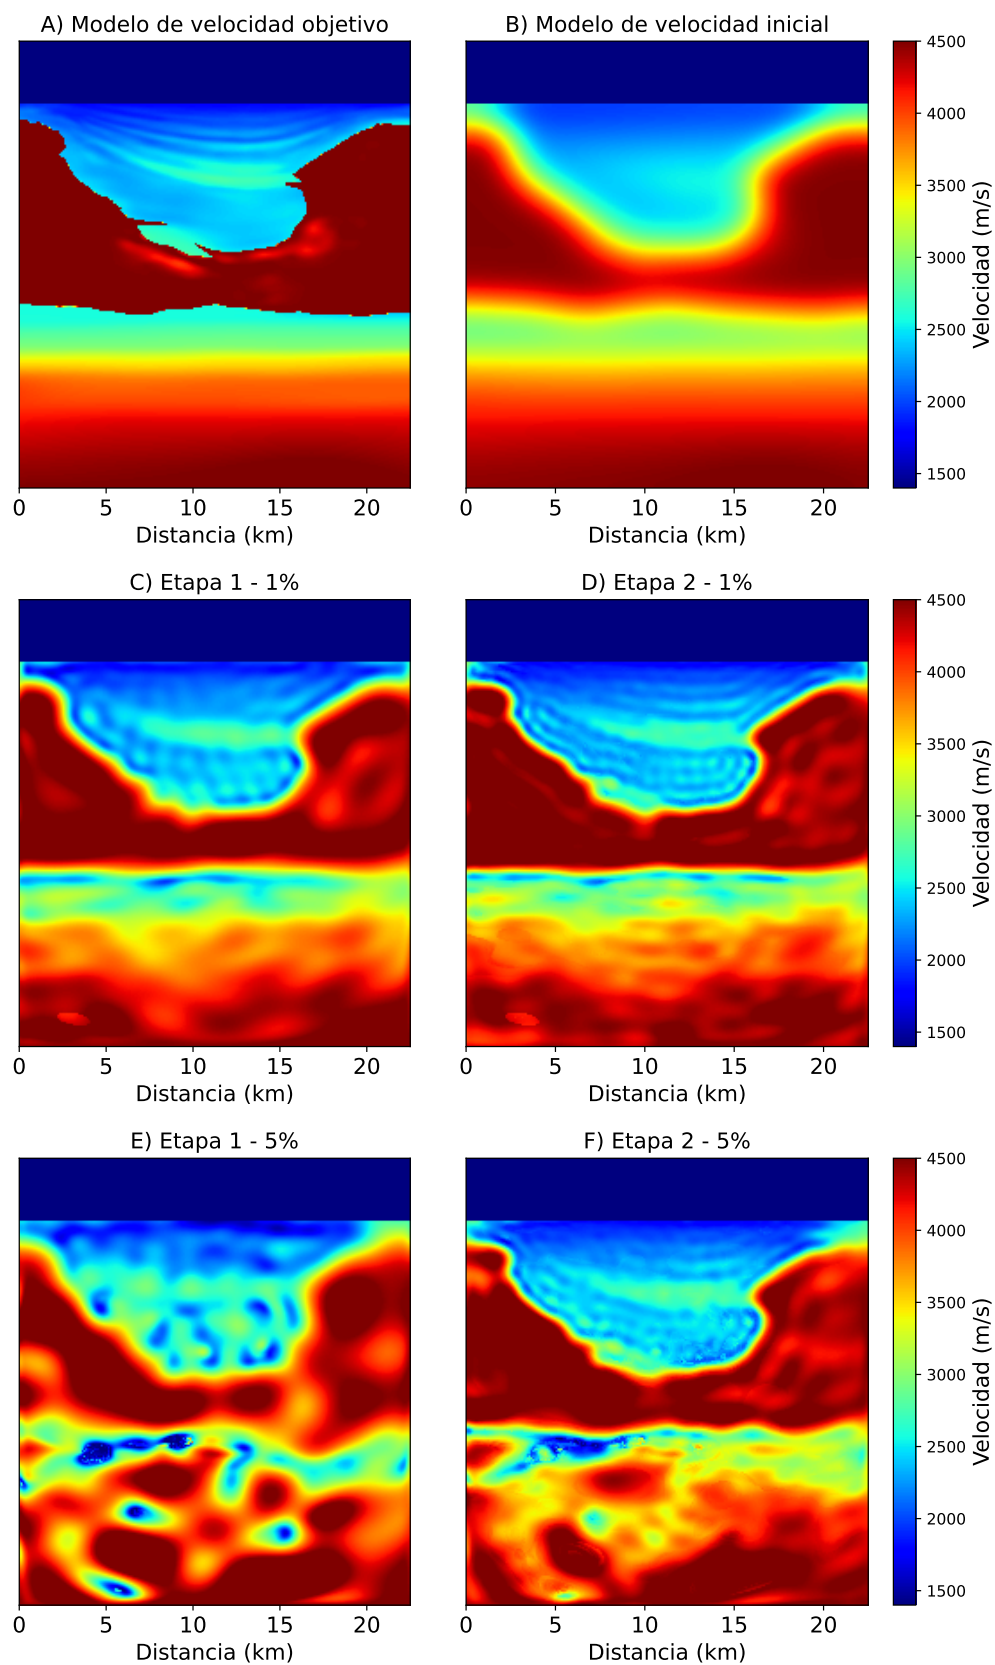 A) Modelo de velocidad objetivo
B) Modelo de velocidad inicial
4500
4000
3500
3000
2500
2000
1500
Velocidad (m/s)
0 5 10 15 20
Distancia (km)
0 5 10 15 20
Distancia (km)
C) Etapa 1 - 1%
D) Etapa 2 - 1%
4500
4000
3500
3000
2500
2000
1500
Velocidad (m/s)
0 5 10 15 20
Distancia (km)
0 5 10 15 20
Distancia (km)
E) Etapa 1 - 5%
F) Etapa 2 - 5%
4500
4000
3500
3000
2500
2000
1500
Velocidad (m/s)
0 5 10 15 20
Distancia (km)
0 5 10 15 20
Distancia (km)